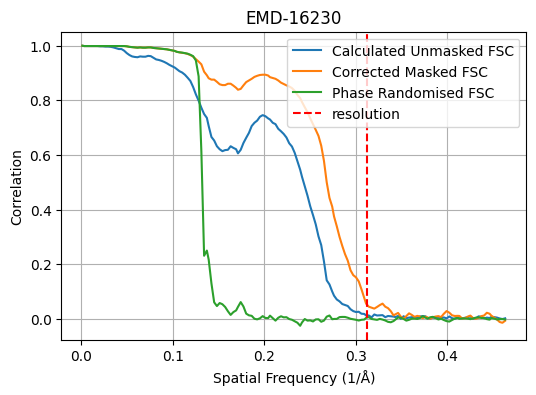 EMD-16230
Calculated Unmasked FSC
Corrected Masked FSC
Phase Randomised FSC
resolution
Correlation
1.0
0.8
0.6
0.4
0.2
0.0
0.0 0.1 0.2 0.3 0.4
Spatial Frequency (1/Å)